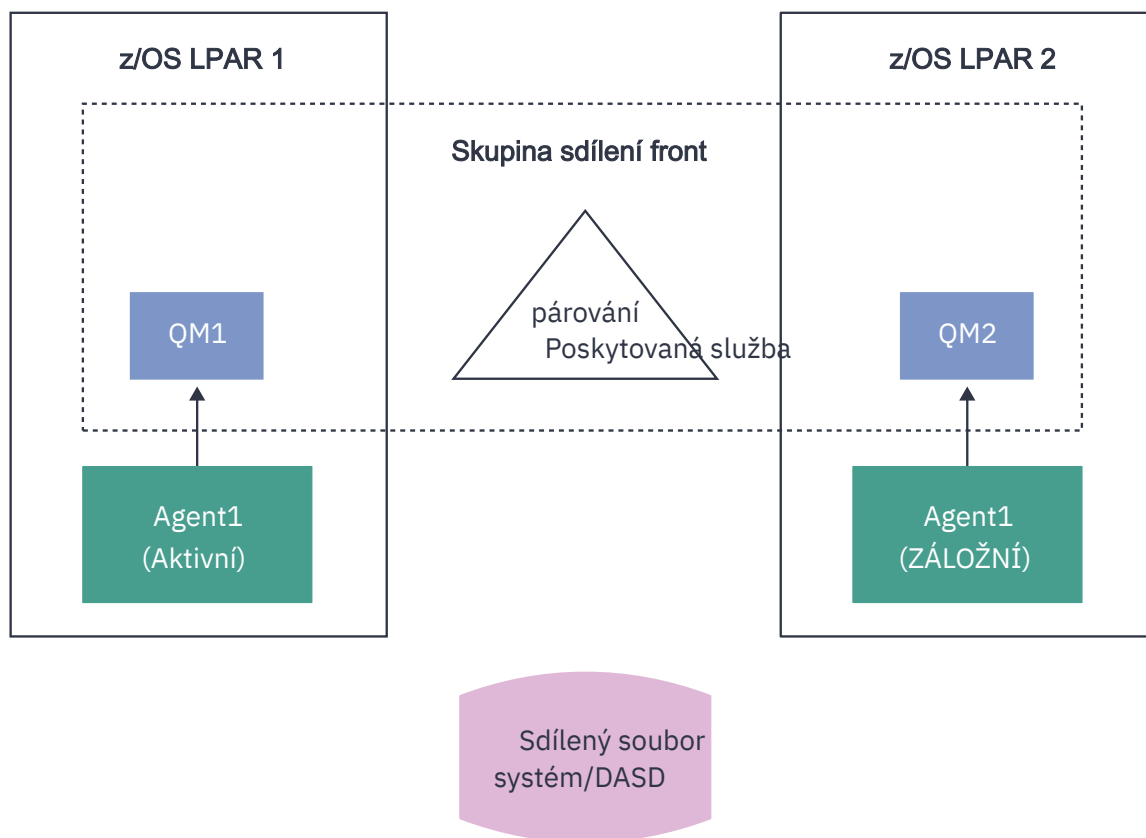 z/OS LPAR 1
z/OS LPAR 2
Skupina sdílení front
párování
Poskytovaná služba
QM1
QM2
Agent1
(Aktivní)
Agent1
(ZÁLOŽNÍ)
Sdílený soubor
systém/DASD